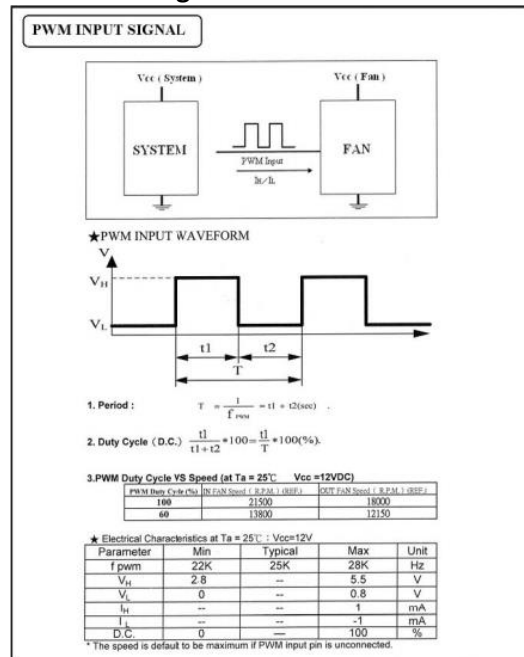 PWM INPUT SIGNAL
Vcc ( System ) Vcc ( Fan )
SYSTEM FAN
PWM Input
IH/IL
★PWM INPUT WAVEFORM
V
VH
VL
t1 t2
T
1. Period : T = 1 / f PWM = t1 + t2(sec) .
2. Duty Cycle (D.C.) t1 / t1+t2 *100= t1 / T *100(%).
3.PWM Duty Cycle VS Speed (at Ta = 25℃ Vcc =12VDC)
PWM Duty Cycle (%) IN FAN Speed ( R.P.M. ) (REF.) OUT FAN Speed ( R.P.M. ) (REF.)
100 21500 18000
60 13800 12150
★ Electrical Characteristics at Ta = 25℃ ; Vcc=12V
Parameter Min Typical Max Unit
f pwm 22K 25K 28K Hz
VH 2.8 -- 5.5 V
VL 0 -- 0.8 V
IH -- -- 1 mA
IL -- -- -1 mA
D.C. 0 — 100 %
* The speed is default to be maximum if PWM input pin is unconnected.